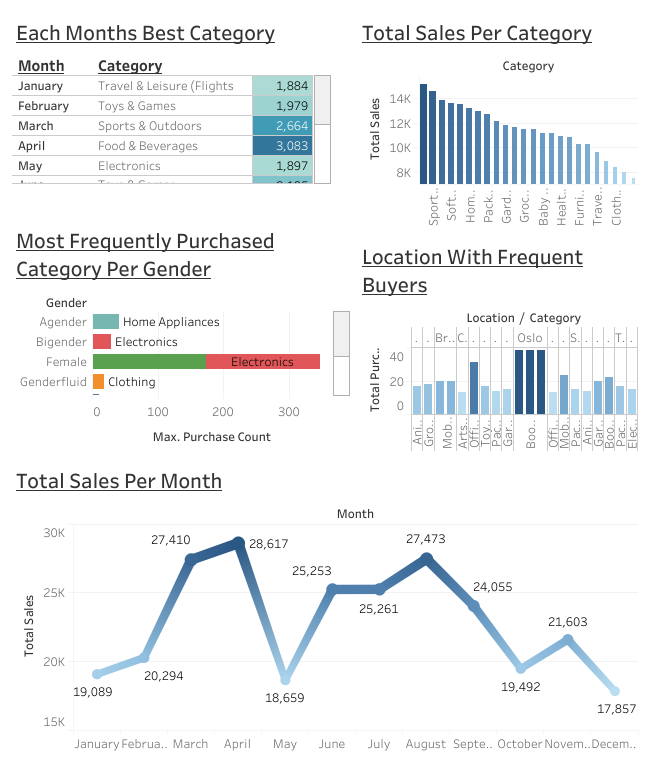 Each Months Best Category
Month Category
January Travel & Leisure (Flights 1,884
February Toys & Games 1,979
March Sports & Outdoors 2,664
April Food & Beverages 3,083
May Electronics 1,897
Total Sales Per Category
Category
Total Sales
14K
12K
10K
8K
Sport..
Soft..
Hom..
Pack..
Gard..
Groc..
Baby ..
Healt..
Furni..
Trave..
Cloth..
Most Frequently Purchased
Category Per Gender
Gender
Agender Home Appliances
Bigender Electronics
Female Electronics
Genderfluid Clothing
0 100 200 300
Max. Purchase Count
Location With Frequent
Buyers
Location / Category
. . Br.. C. . . . . Oslo . . S. . . . T.. .
Total Purc..
40
20
0
Ani..
Gro..
Mob..
Arts..
Offi..
Toy..
Pac..
Gar..
Boo..
Offi..
Mob..
Pac..
Ani..
Gar..
Boo..
Pac..
Elec..
Total Sales Per Month
Month
Total Sales
30K
25K
20K
15K
19,089
20,294
27,410
28,617
18,659
25,253
25,261
27,473
24,055
19,492
21,603
17,857
January Februa.. March April May June July August Septe.. October Novem.. Decem..